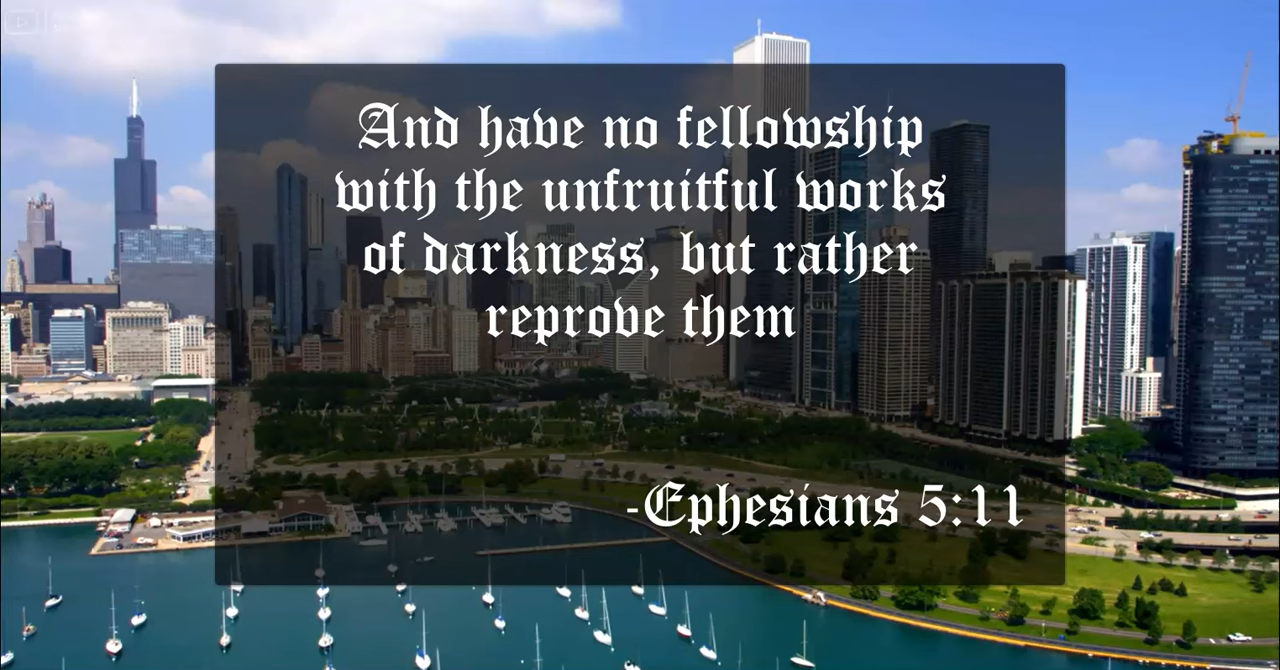 And have no fellowship
with the unfruitful works
of darkness, but rather
reprove them
-Ephesians 5:11